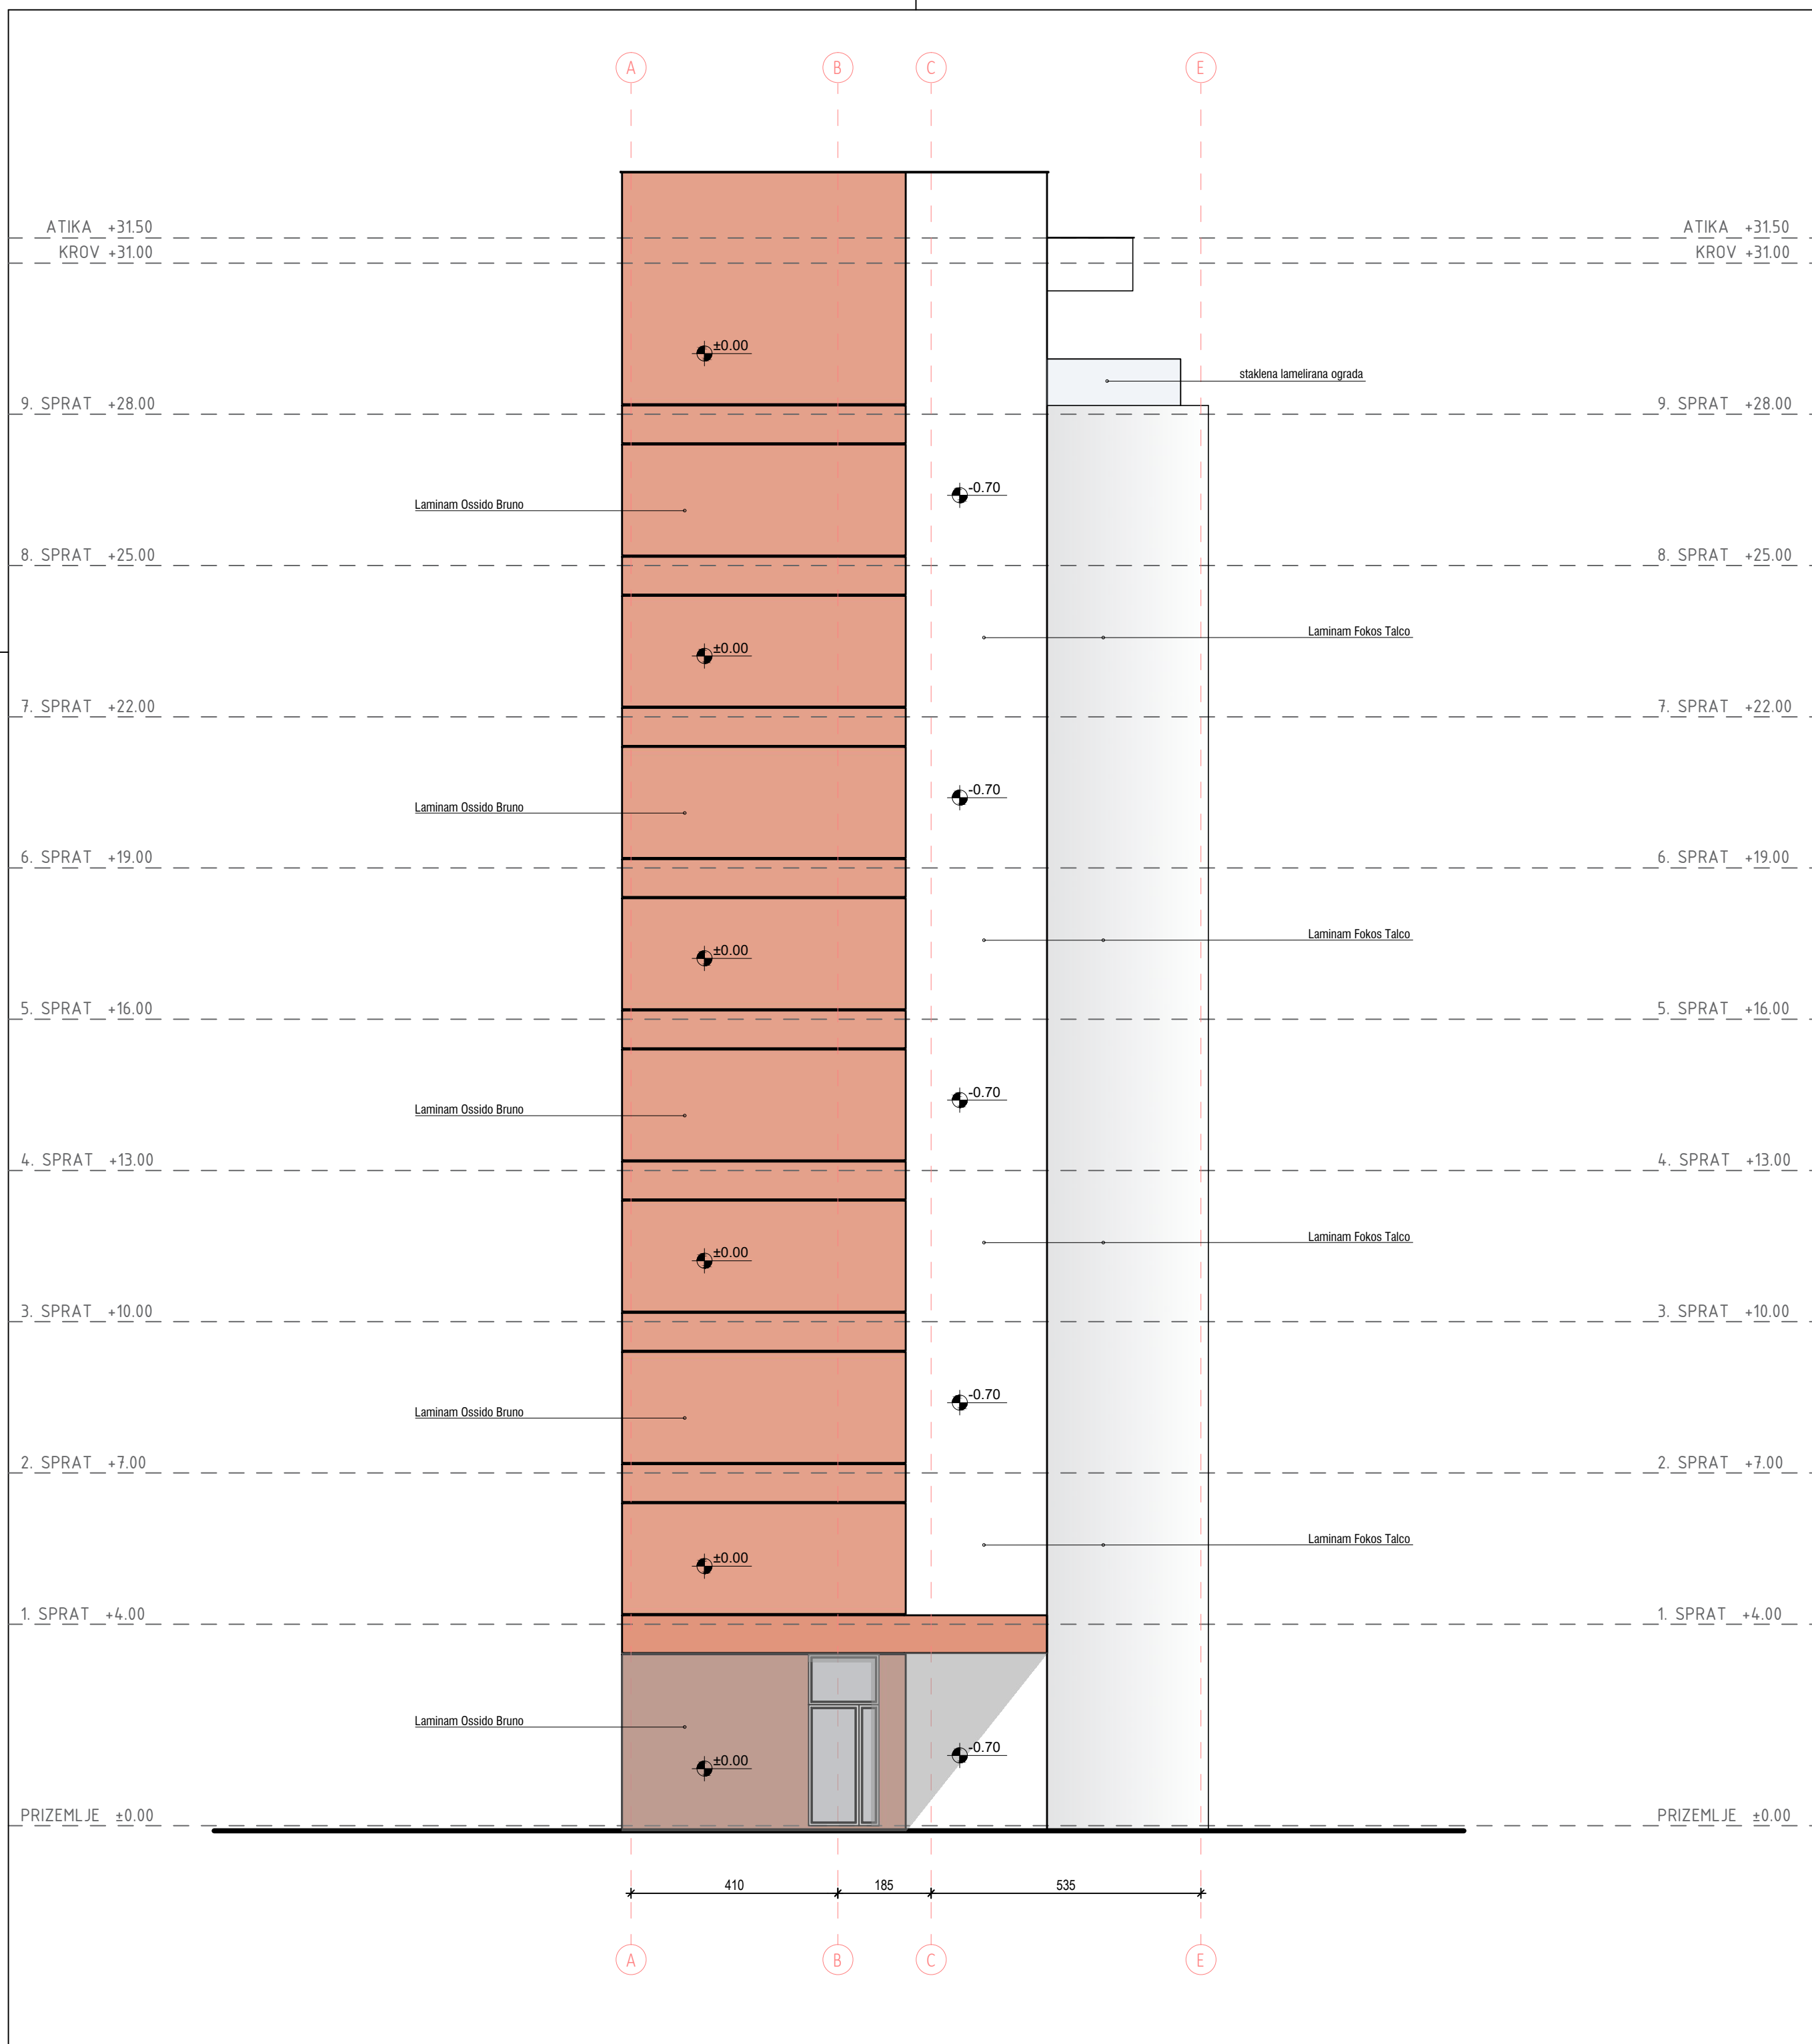 A B C E
ATIKA +31.50 ATIKA +31.50
KROV +31.00 KROV +31.00
±0.00
staklena lamelirana ograda
9. SPRAT +28.00 9. SPRAT +28.00
-0.70
Laminam Ossido Bruno
8. SPRAT +25.00 8. SPRAT +25.00
Laminam Fokos Talco
±0.00
7. SPRAT +22.00 7. SPRAT +22.00
-0.70
Laminam Ossido Bruno
6. SPRAT +19.00 6. SPRAT +19.00
Laminam Fokos Talco
±0.00
5. SPRAT +16.00 5. SPRAT +16.00
-0.70
Laminam Ossido Bruno
4. SPRAT +13.00 4. SPRAT +13.00
Laminam Fokos Talco
±0.00
3. SPRAT +10.00 3. SPRAT +10.00
-0.70
Laminam Ossido Bruno
2. SPRAT +7.00 2. SPRAT +7.00
Laminam Fokos Talco
±0.00
1. SPRAT +4.00 1. SPRAT +4.00
Laminam Ossido Bruno
-0.70
±0.00
PRIZEMLJE ±0.00 PRIZEMLJE ±0.00
410 185 535
A B C E